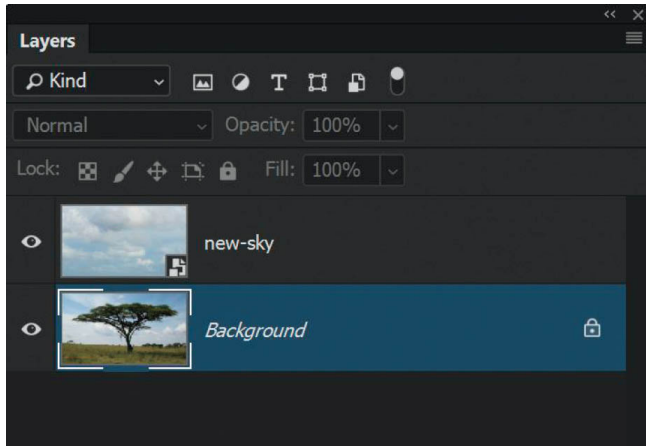 Layers
Kind
Normal Opacity: 100%
Lock: Fill: 100%
new-sky
Background